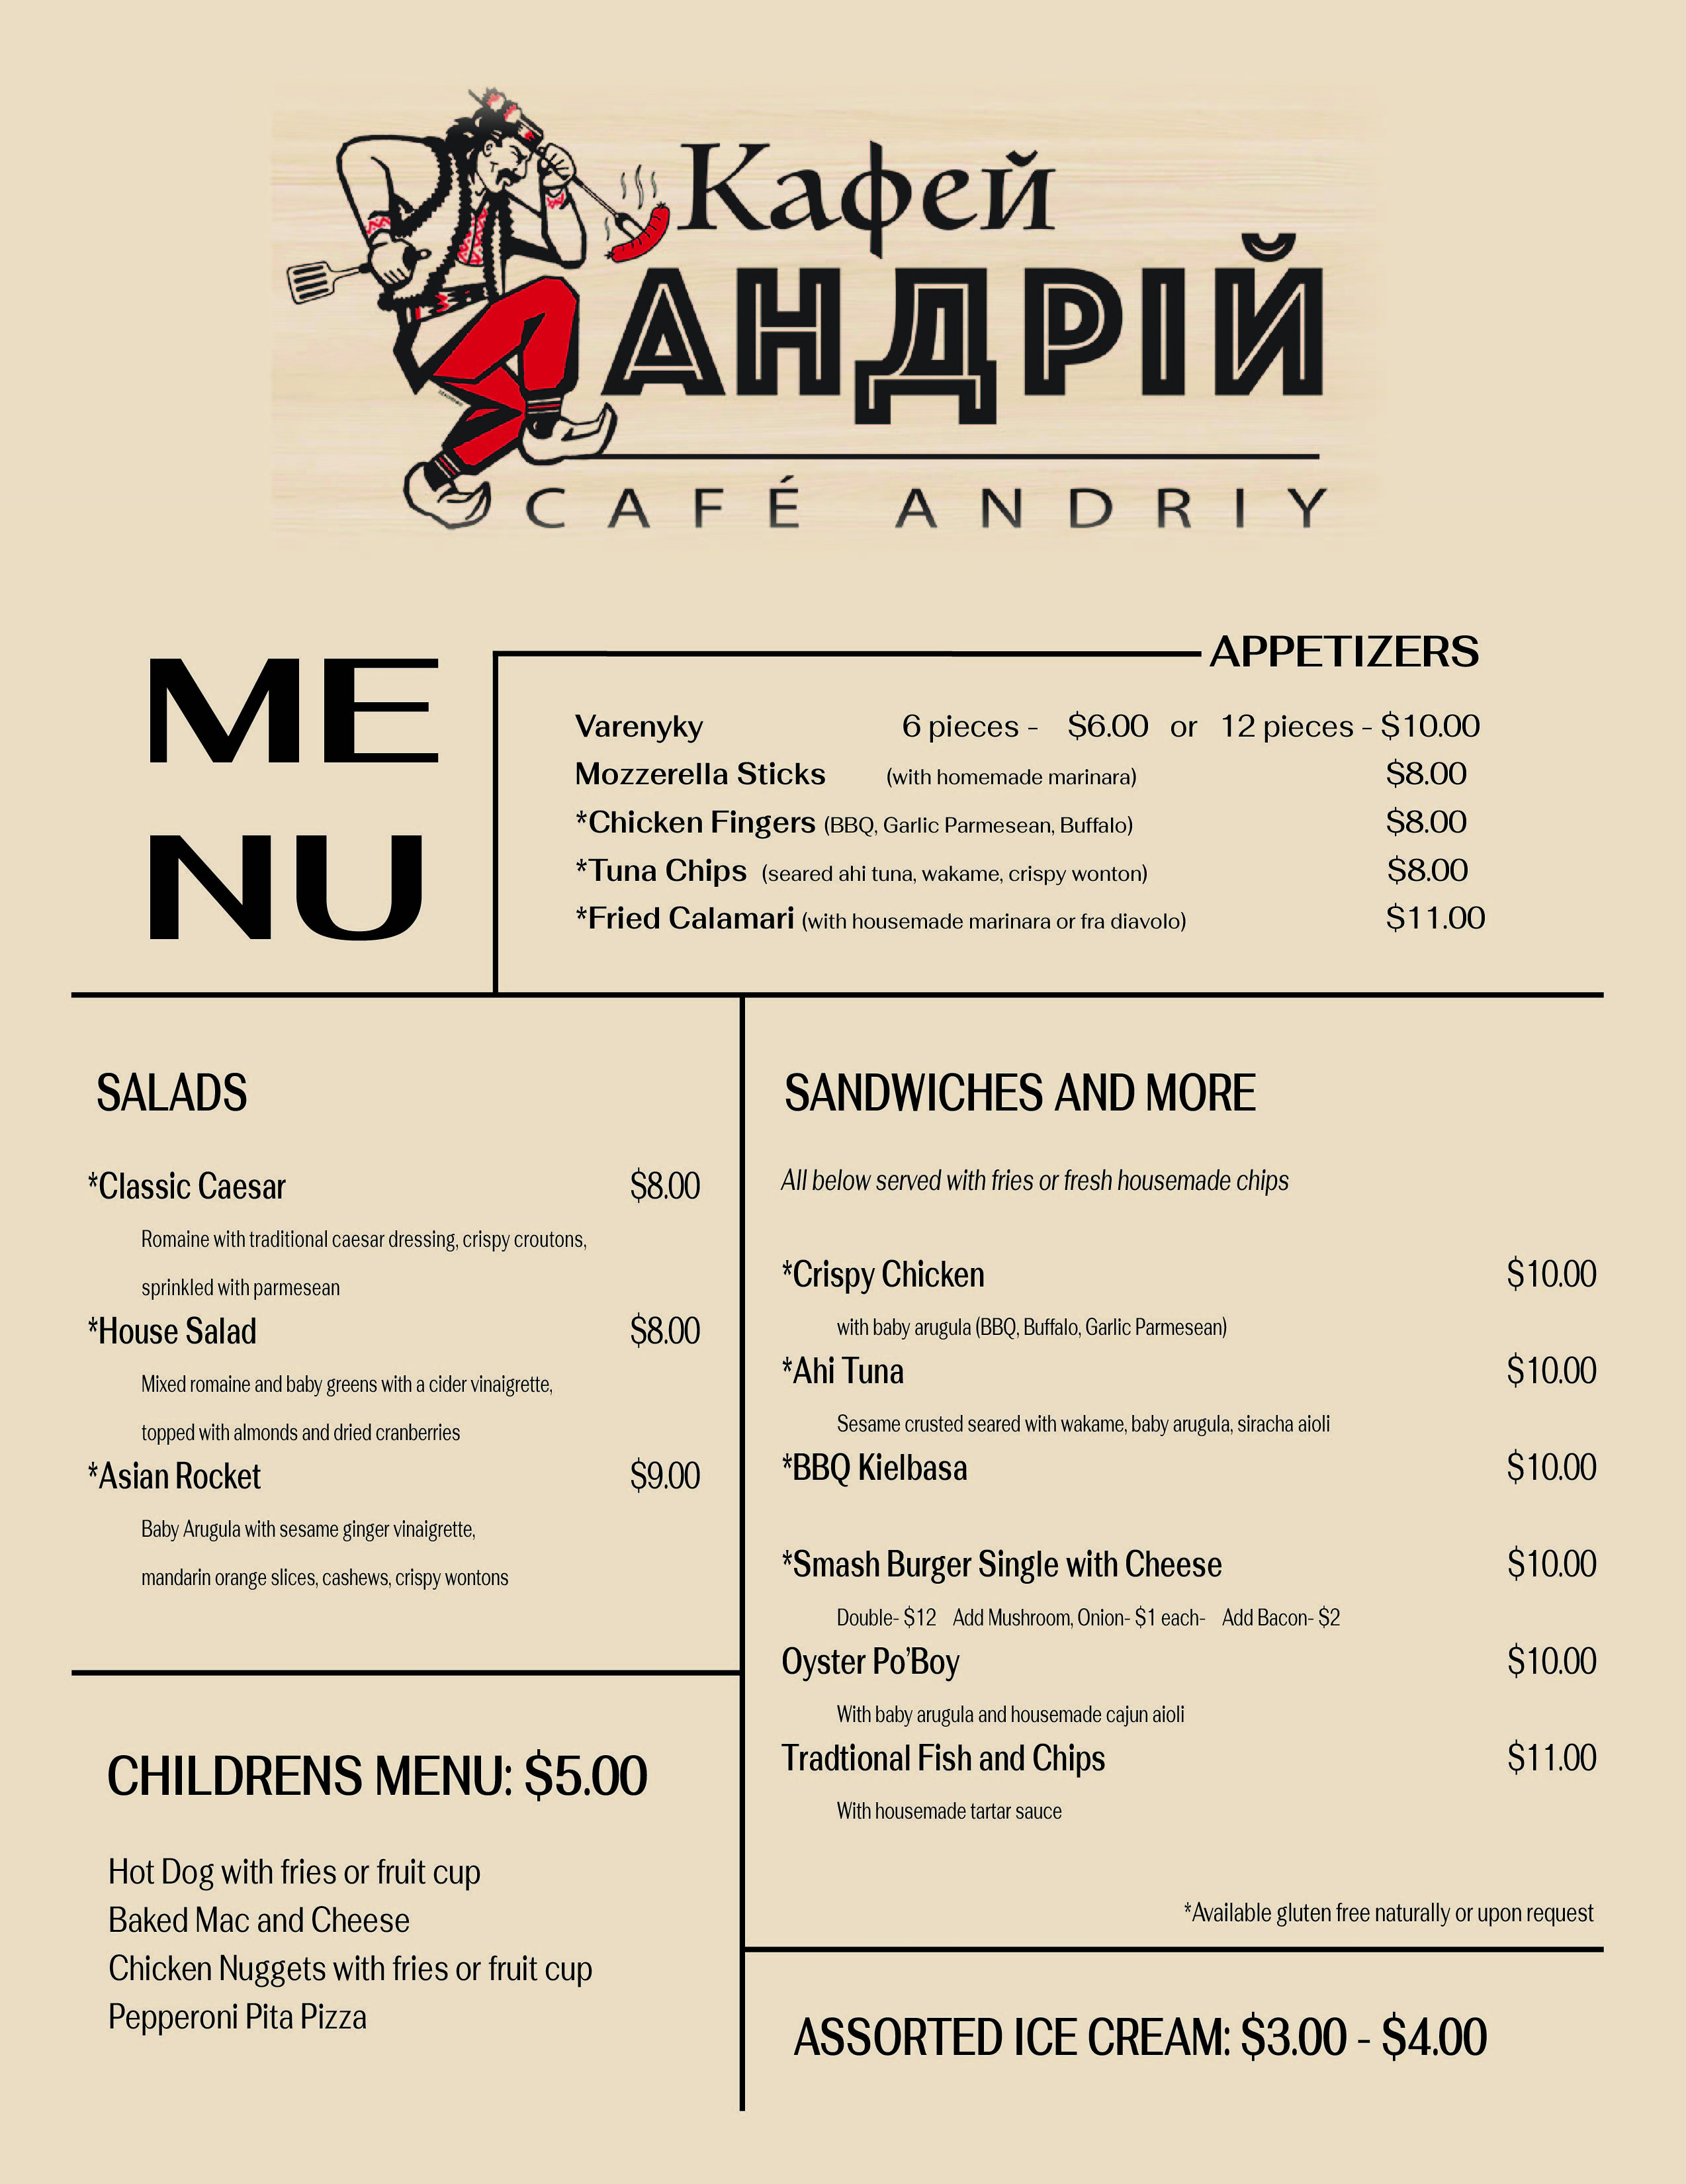 Кафей
АНДРІЙ
CAFÉ ANDRIY
ME
NU
APPETIZERS
Varenyky 6 pieces - $6.00 or 12 pieces - $10.00
Mozzerella Sticks (with homemade marinara) $8.00
*Chicken Fingers (BBQ, Garlic Parmesean, Buffalo) $8.00
*Tuna Chips (seared ahi tuna, wakame, crispy wonton) $8.00
*Fried Calamari (with housemade marinara or fra diavolo) $11.00
SALADS
*Classic Caesar $8.00
Romaine with traditional caesar dressing, crispy croutons,
sprinkled with parmesean
*House Salad $8.00
Mixed romaine and baby greens with a cider vinaigrette,
topped with almonds and dried cranberries
*Asian Rocket $9.00
Baby Arugula with sesame ginger vinaigrette,
mandarin orange slices, cashews, crispy wontons
CHILDRENS MENU: $5.00
Hot Dog with fries or fruit cup
Baked Mac and Cheese
Chicken Nuggets with fries or fruit cup
Pepperoni Pita Pizza
SANDWICHES AND MORE
All below served with fries or fresh housemade chips
*Crispy Chicken $10.00
with baby arugula (BBQ, Buffalo, Garlic Parmesean)
*Ahi Tuna $10.00
Sesame crusted seared with wakame, baby arugula, siracha aioli
*BBQ Kielbasa $10.00
*Smash Burger Single with Cheese $10.00
Double- $12 Add Mushroom, Onion- $1 each- Add Bacon- $2
Oyster Po’Boy $10.00
With baby arugula and housemade cajun aioli
Tradtional Fish and Chips $11.00
With housemade tartar sauce
*Available gluten free naturally or upon request
ASSORTED ICE CREAM: $3.00 - $4.00